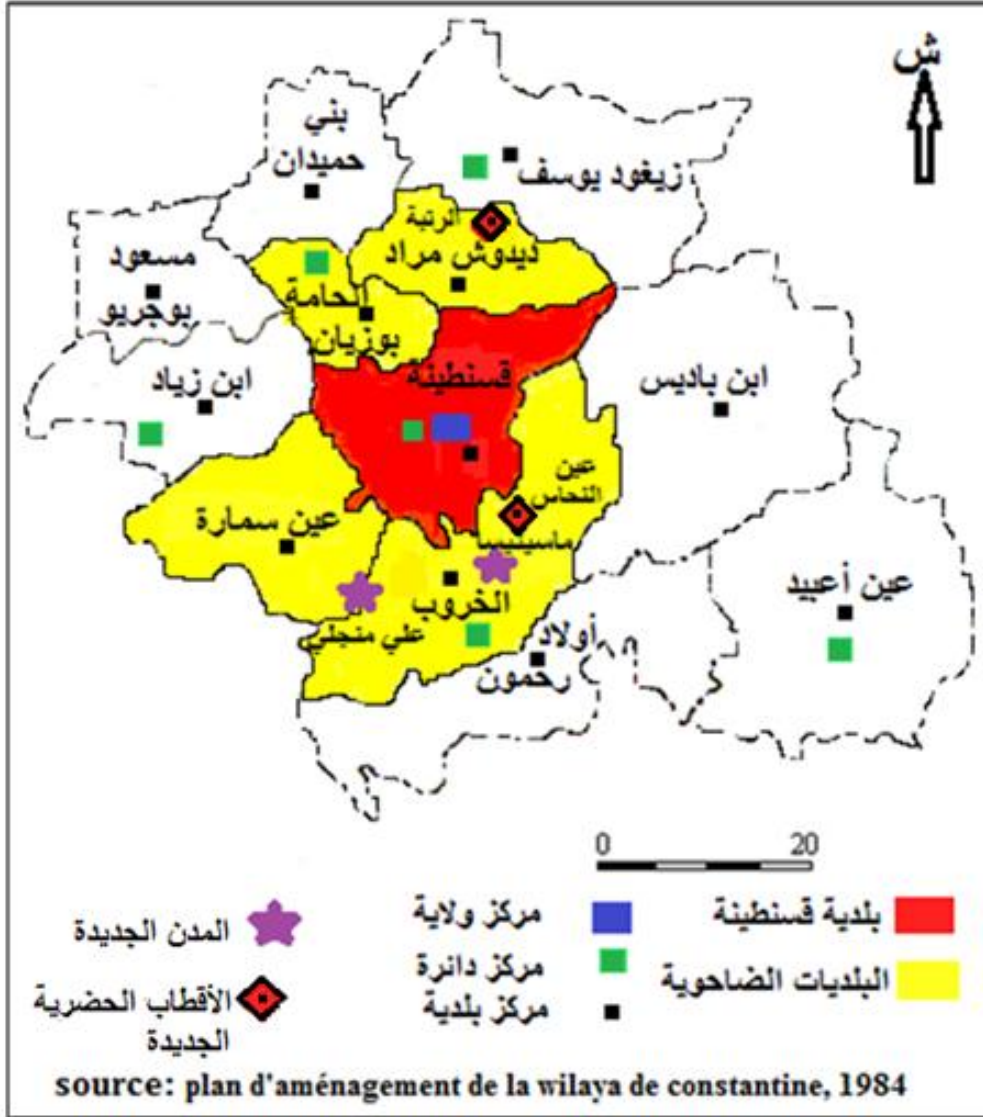 ش
بني
حميدان
زيغود يوسف
الرتبة
ديدوش مراد
مسعود
بوجريو
الحامة
بوزيان
ابن زياد
قسنطينة
ابن باديس
عين
النحاس
ماسينيسا
عين سمارة
الخروب
علي منجلي
عين أعبيد
أولاد
رحمون
0 20
بلدية قسنطينة
البلديات الضاحوية
مركز ولاية
مركز دائرة
مركز بلدية
المدن الجديدة
الأقطاب الحضرية
الجديدة
source: plan d'aménagement de la wilaya de constantine, 1984